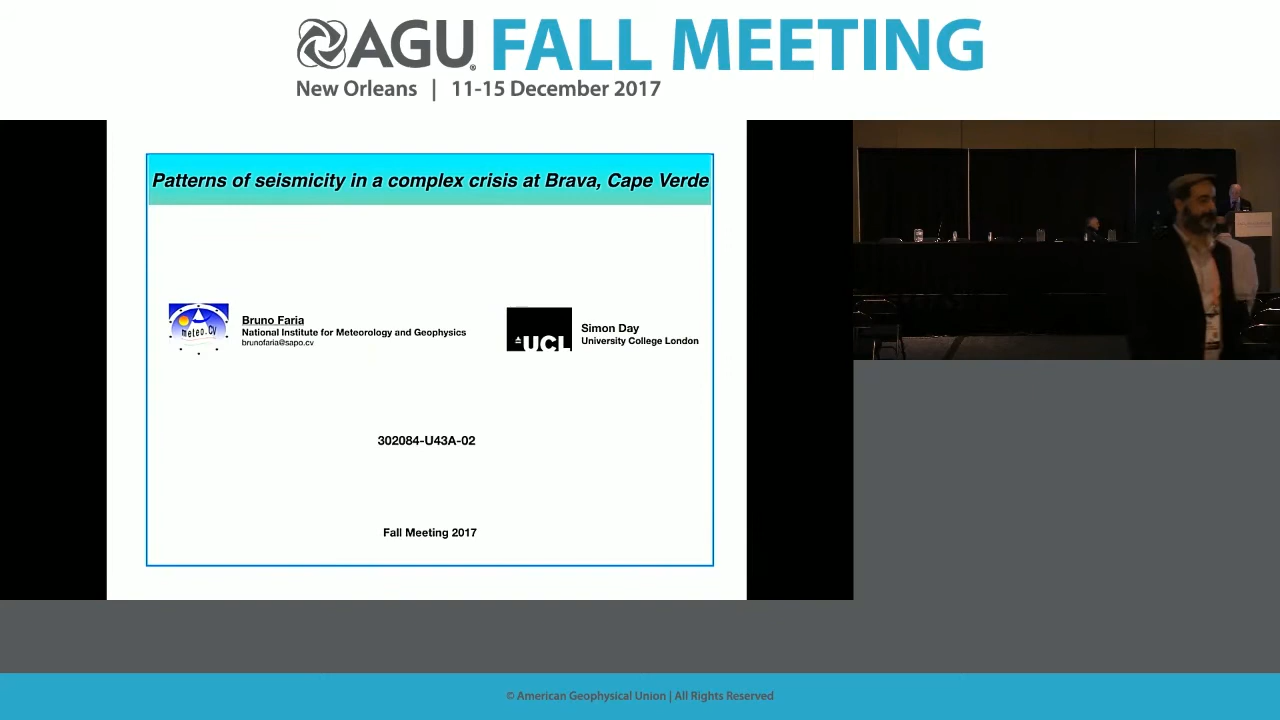 AGU FALL MEETING
New Orleans | 11-15 December 2017
Patterns of seismicity in a complex crisis at Brava, Cape Verde
meteo.cv
Bruno Faria
National Institute for Meteorology and Geophysics
brunofaria@sapo.cv
UCL
Simon Day
University College London
302084-U43A-02
Fall Meeting 2017
© American Geophysical Union | All Rights Reserved